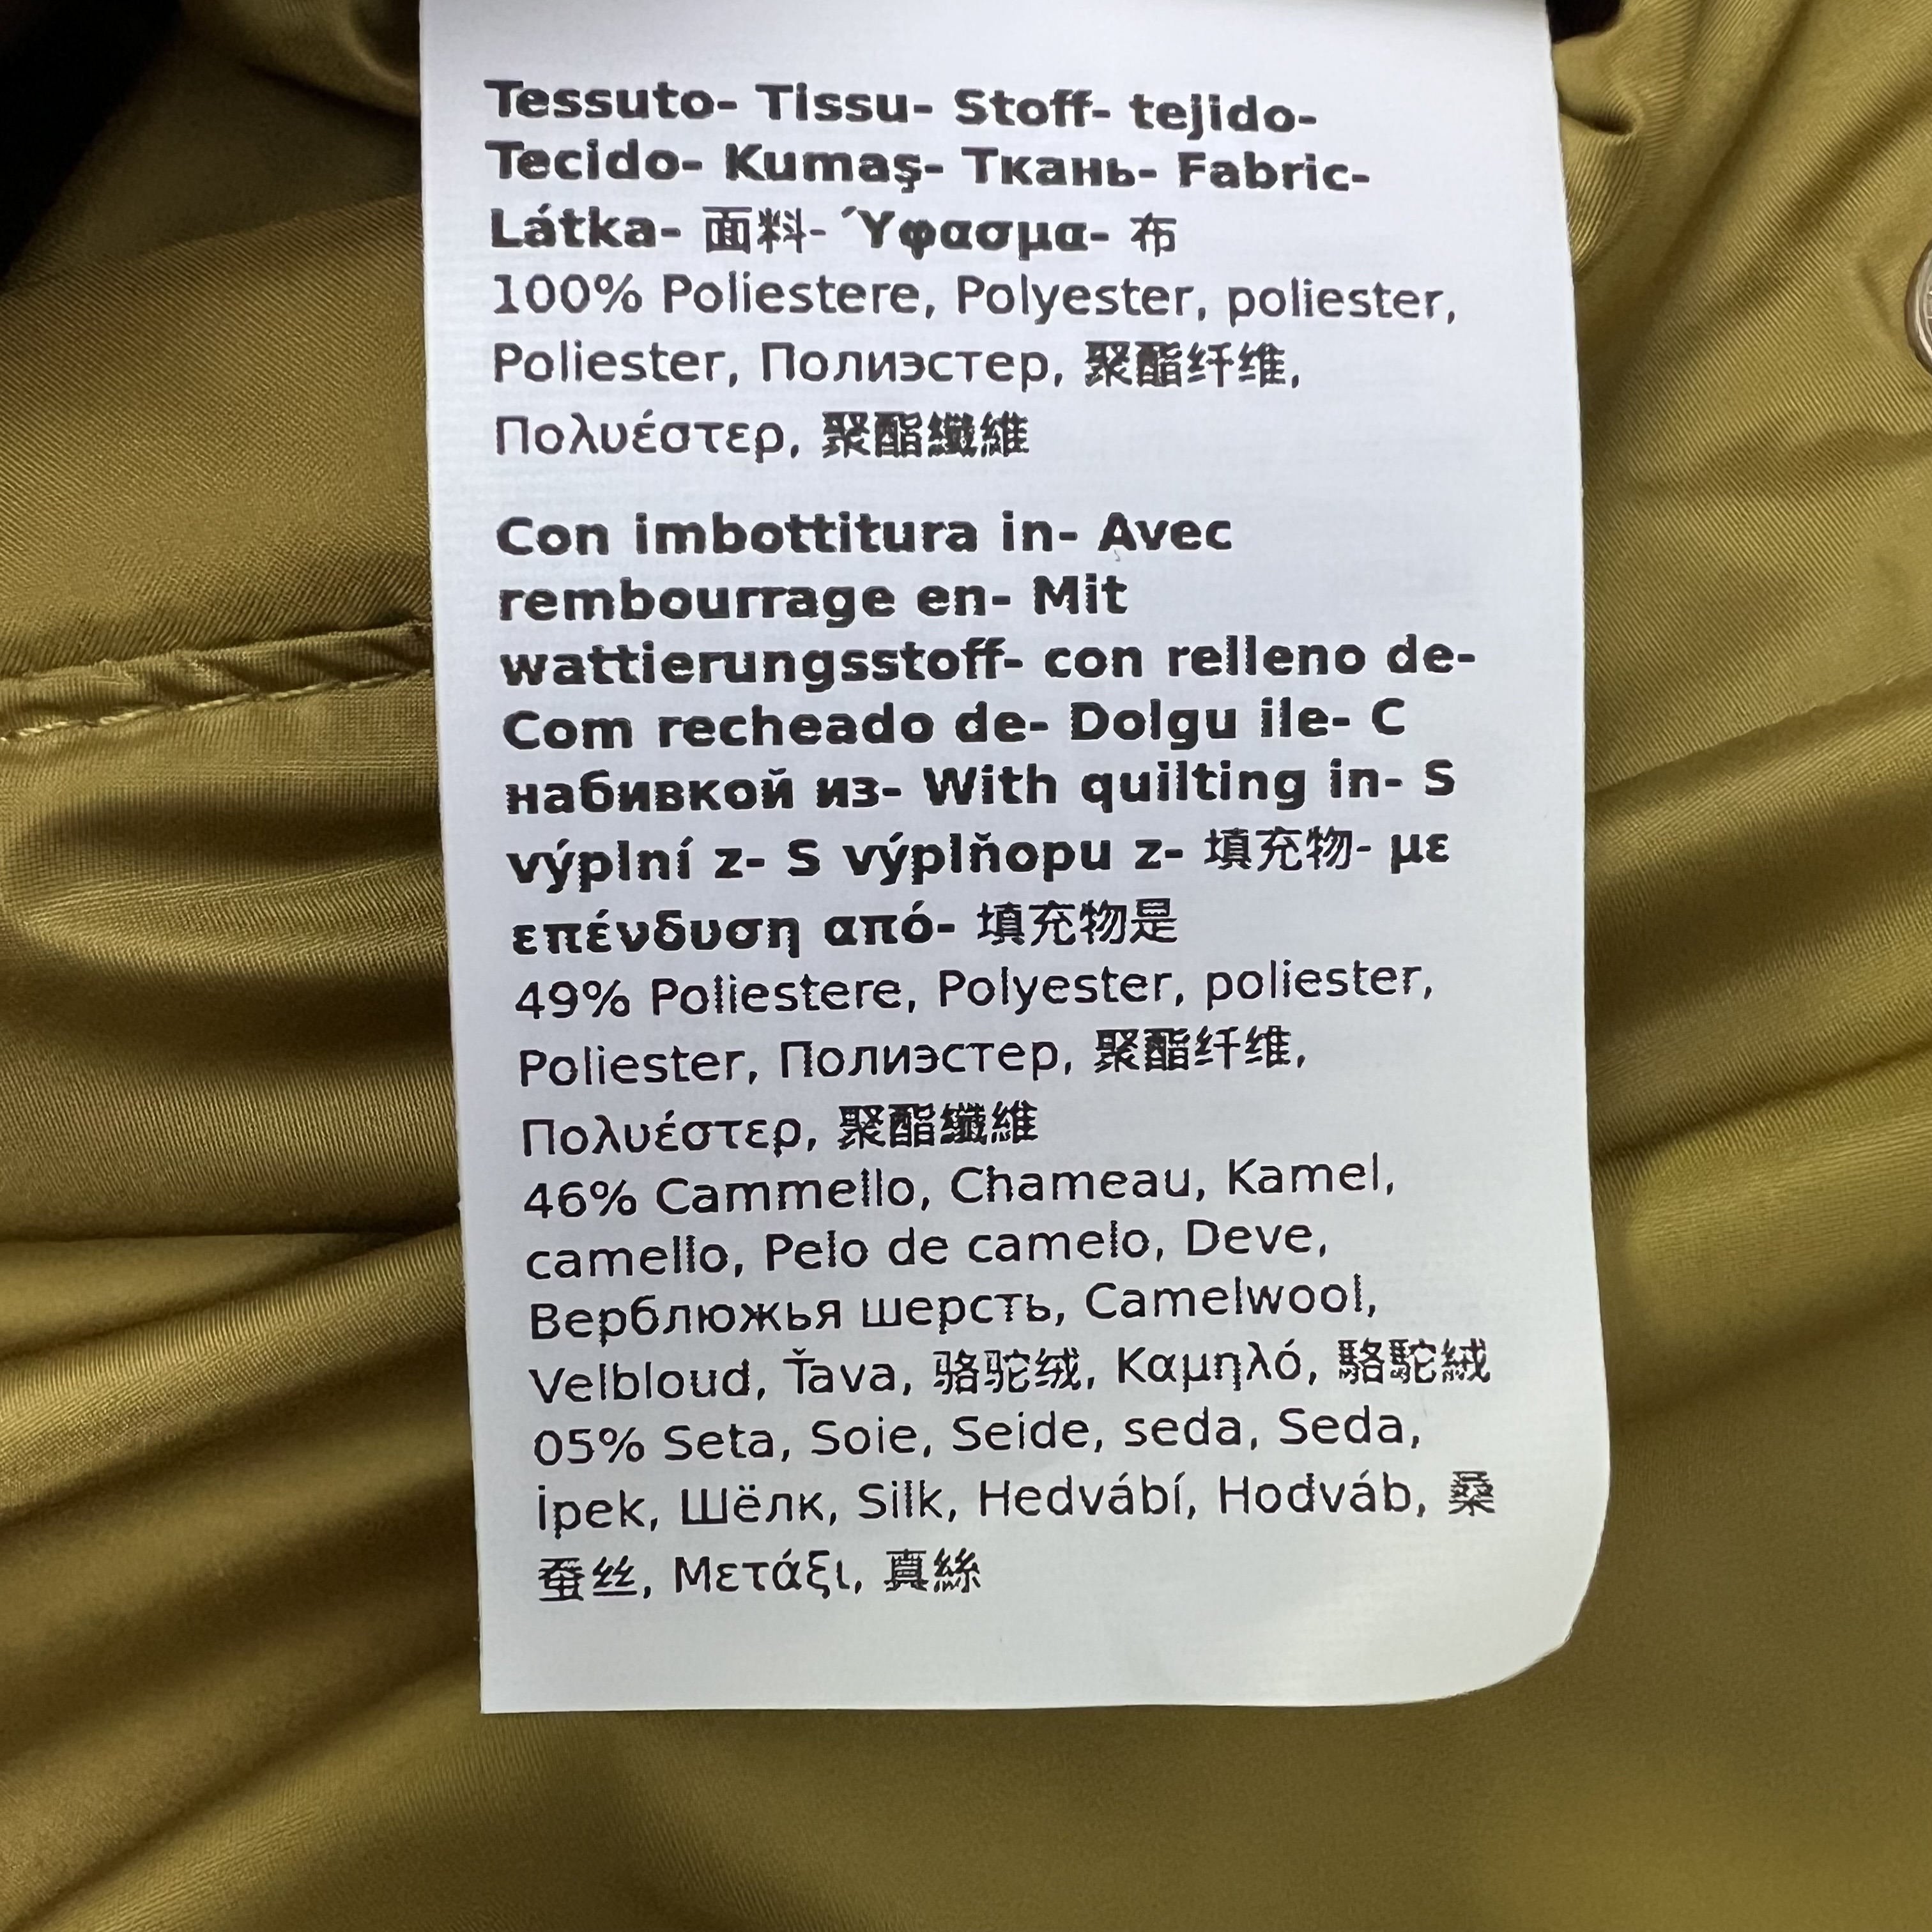 Tessuto- Tissu- Stoff- tejido-
Tecido- Kumaş- Ткань- Fabric-
Látka- 面料- Ύφασμα- 布
100% Poliestere, Polyester, poliester,
Poliester, Полиэстер, 聚酯纤维,
Πολυέστερ, 聚酯纖維
Con imbottitura in- Avec
rembourrage en- Mit
wattierungsstoff- con relleno de-
Com recheado de- Dolgu ile- С
набивкой из- With quilting in- S
výplní z- S výplňopu z- 填充物- με
επένδυση από- 填充物是
49% Poliestere, Polyester, poliester,
Poliester, Полиэстер, 聚酯纤维,
Πολυέστερ, 聚酯纖維
46% Cammello, Chameau, Kamel,
camello, Pelo de camelo, Deve,
Верблюжья шерсть, Camelwool,
Velbloud, Ťava, 骆驼绒, Καμηλό, 駱駝絨
05% Seta, Soie, Seide, seda, Seda,
İpek, Шёлк, Silk, Hedvábí, Hodváb, 桑
蚕丝, Μετάξι, 真絲